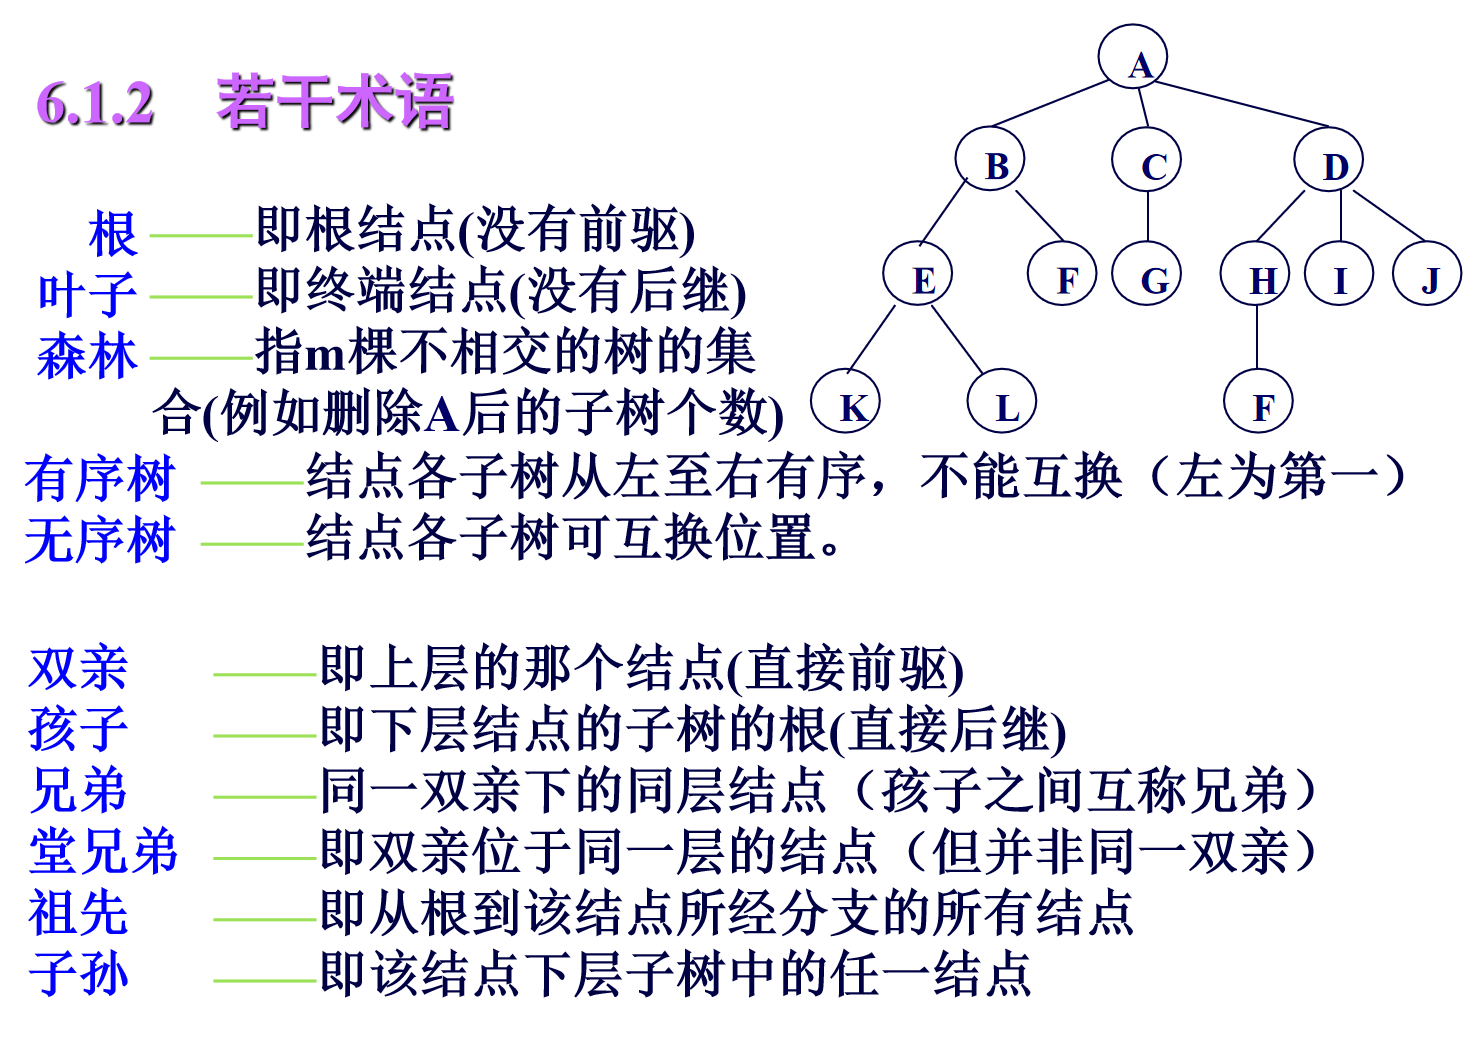 6.1.2 若干术语
根 ——即根结点(没有前驱)
叶子 ——即终端结点(没有后继)
森林 ——指m棵不相交的树的集
合(例如删除A后的子树个数)
有序树 ——结点各子树从左至右有序，不能互换（左为第一）
无序树 ——结点各子树可互换位置。
双亲 ——即上层的那个结点(直接前驱)
孩子 ——即下层结点的子树的根(直接后继)
兄弟 ——同一双亲下的同层结点（孩子之间互称兄弟）
堂兄弟 ——即双亲位于同一层的结点（但并非同一双亲）
祖先 ——即从根到该结点所经分支的所有结点
子孙 ——即该结点下层子树中的任一结点
A
B C D
E F G H I J
K L F